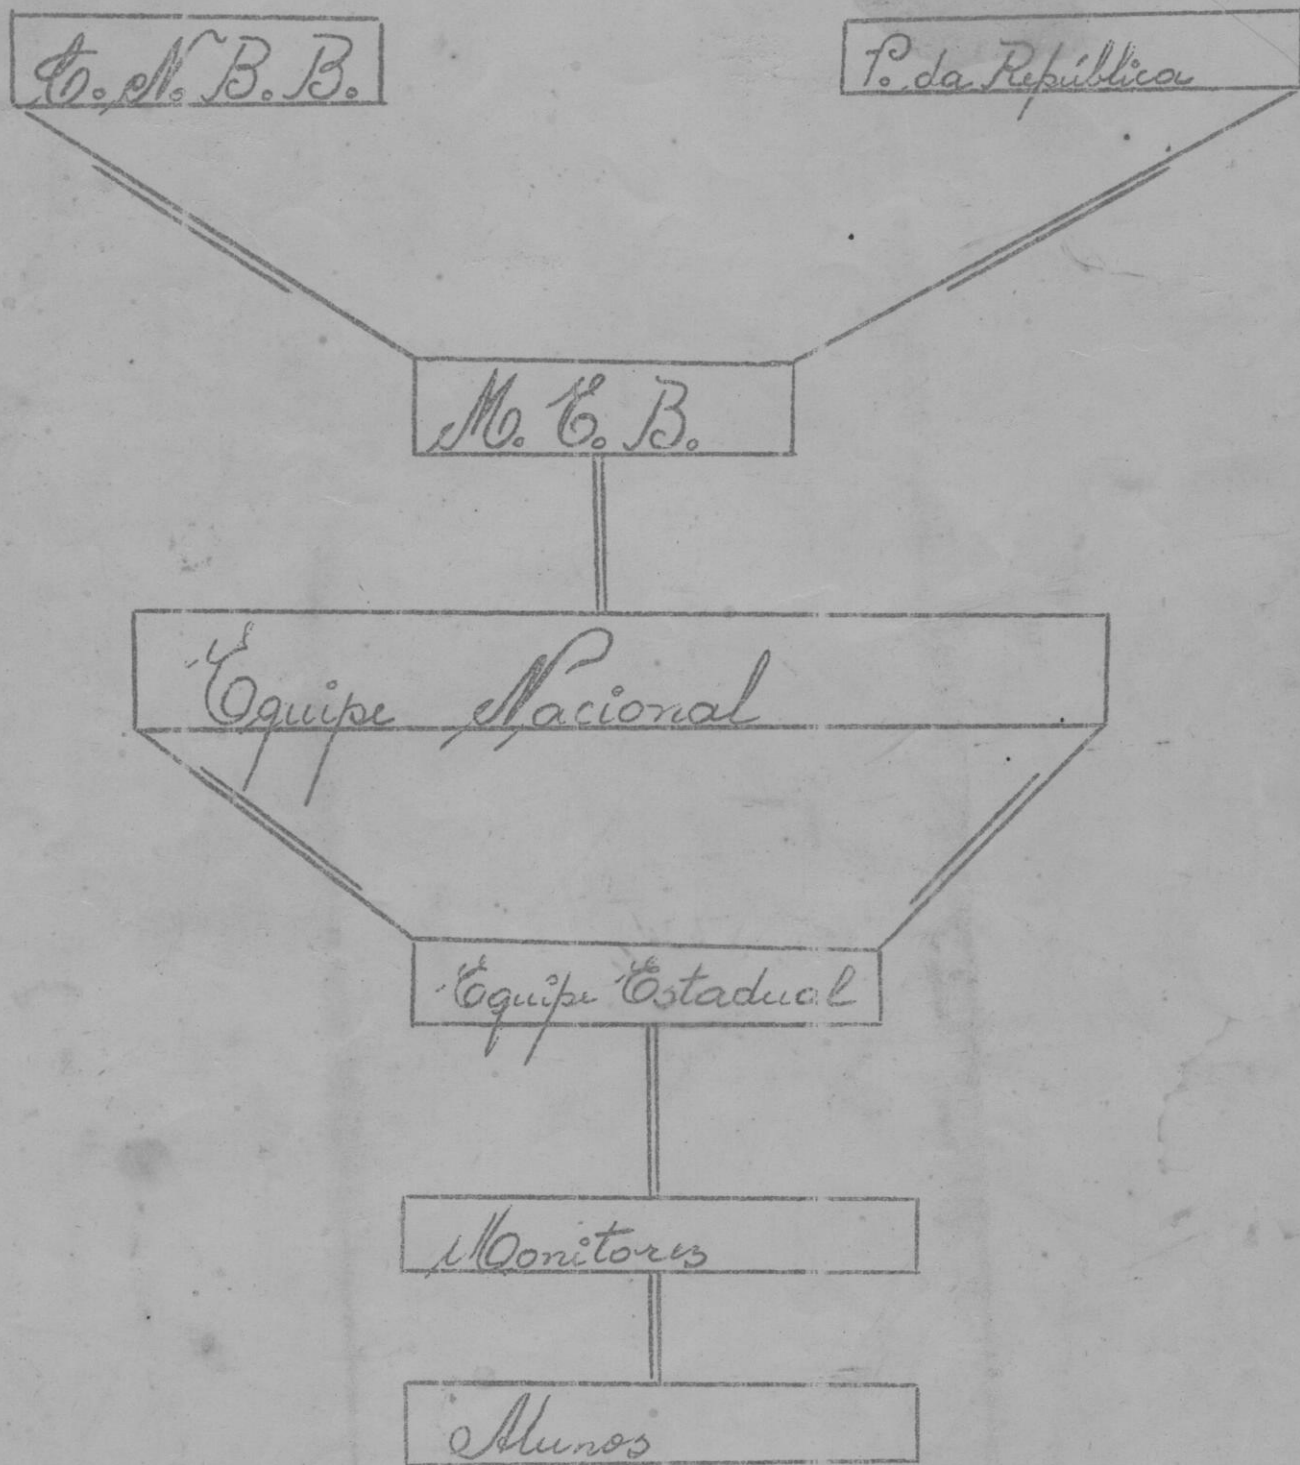 C. N. B. B.
P. da República
M. E. B.
Equipe Nacional
Equipe Estadual
Monitores
Alunos